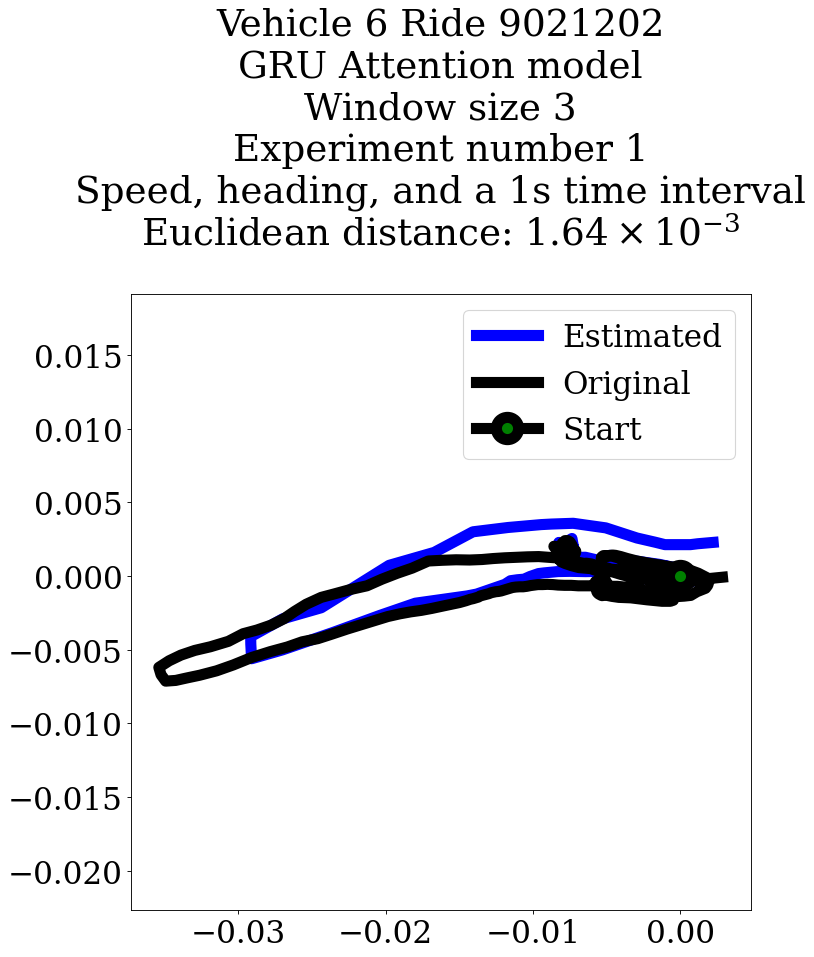 Vehicle 6 Ride 9021202
GRU Attention model
Window size 3
Experiment number 1
Speed, heading, and a 1s time interval
Euclidean distance: 1.64 × 10⁻³
Estimated
Original
Start
0.015
0.010
0.005
0.000
−0.005
−0.010
−0.015
−0.020
−0.03 −0.02 −0.01 0.00